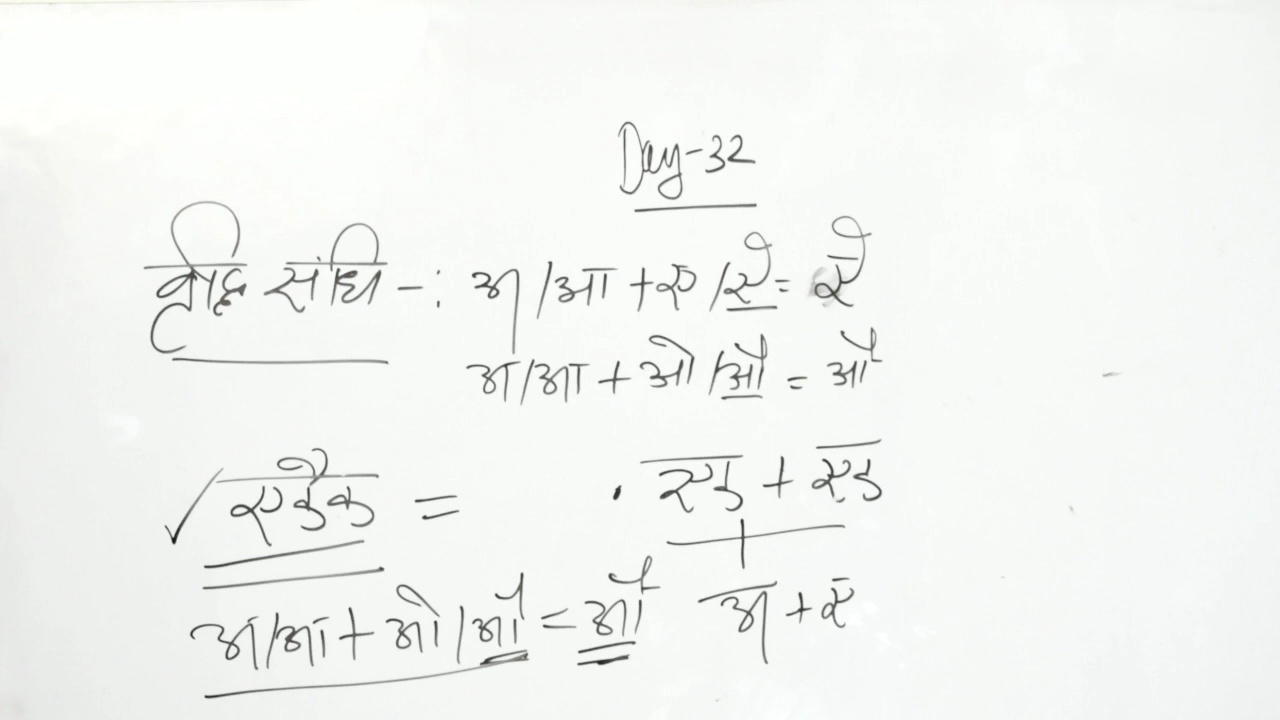 Day-32
वृद्धि संधि -: अ/आ + ए/ऐ = ऐ
अ/आ + ओ/औ = औ
एकैक = एक + एक
अ/आ + ओ/औ = औ अ + ए